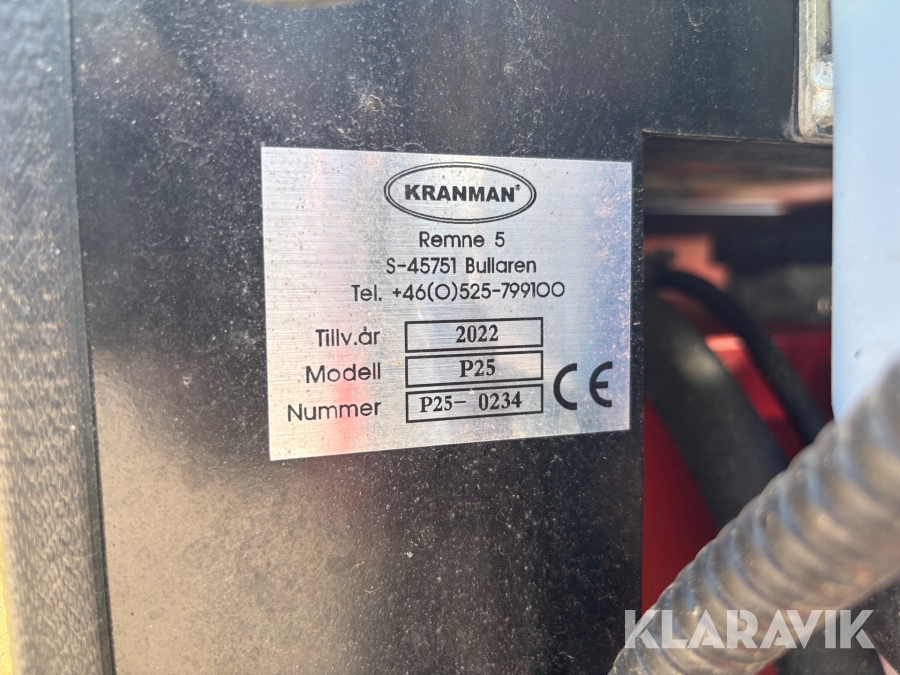 KRANMAN®
Remne 5
S-45751 Bullaren
Tel. +46(0)525-799100
Tillv.år 2022
Modell P25
Nummer P25- 0234
CE
KLARAVIK